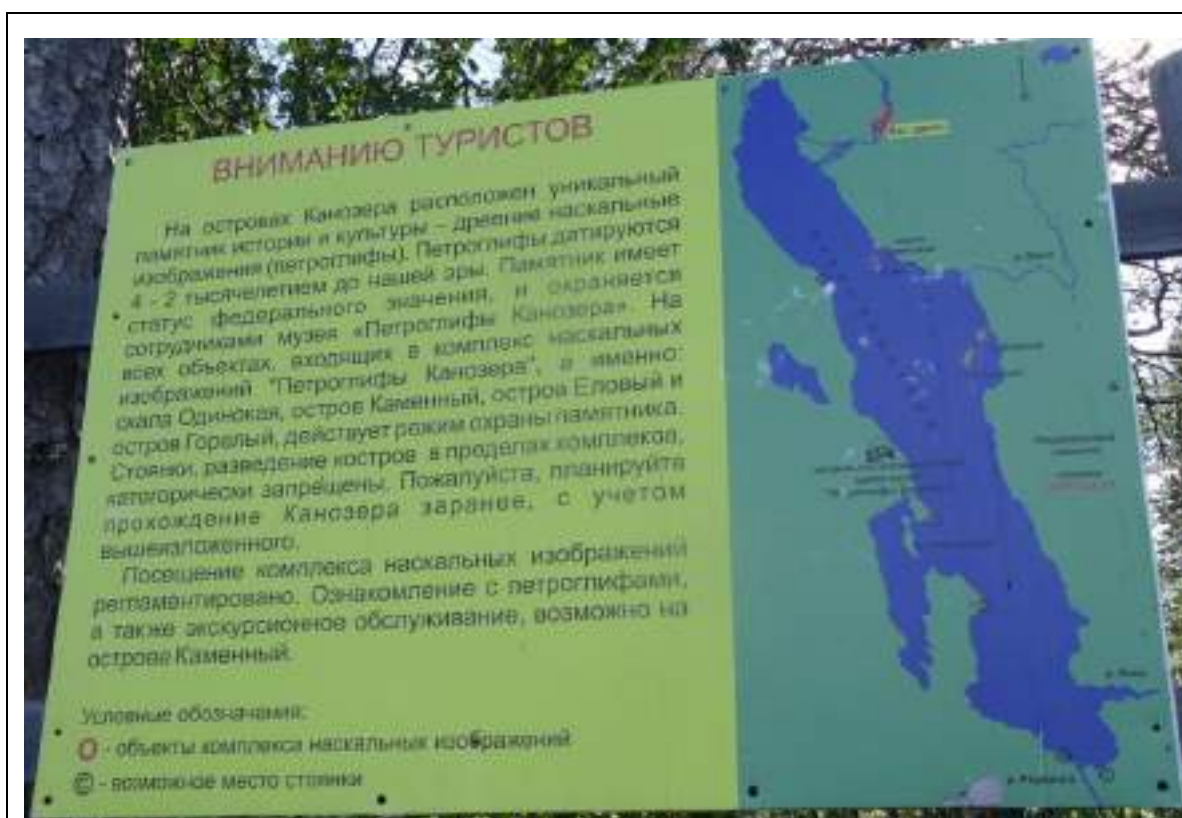 ВНИМАНИЮ ТУРИСТОВ
На островах Канозера расположен уникальный
памятник истории и культуры – древние наскальные
изображения (петроглифы). Петроглифы датируются
4 - 2 тысячелетием до нашей эры. Памятник имеет
статус федерального значения, и охраняется
сотрудниками музея «Петроглифы Канозера». На
всех объектах, входящих в комплекс наскальных
изображений "Петроглифы Канозера", а именно:
скала Одинокая, остров Каменный, остров Еловый и
остров Горелый, действует режим охраны памятника.
Стоянки, разведение костров в пределах комплекса,
категорически запрещены. Пожалуйста, планируйте
прохождение Канозера заранее, с учетом
вышеизложенного.
Посещение комплекса наскальных изображений
регламентировано. Ознакомление с петроглифами,
а также экскурсионное обслуживание, возможно на
острове Каменный.
Условные обозначения:
О - объекты комплекса наскальных изображений
© - возможное место стоянки